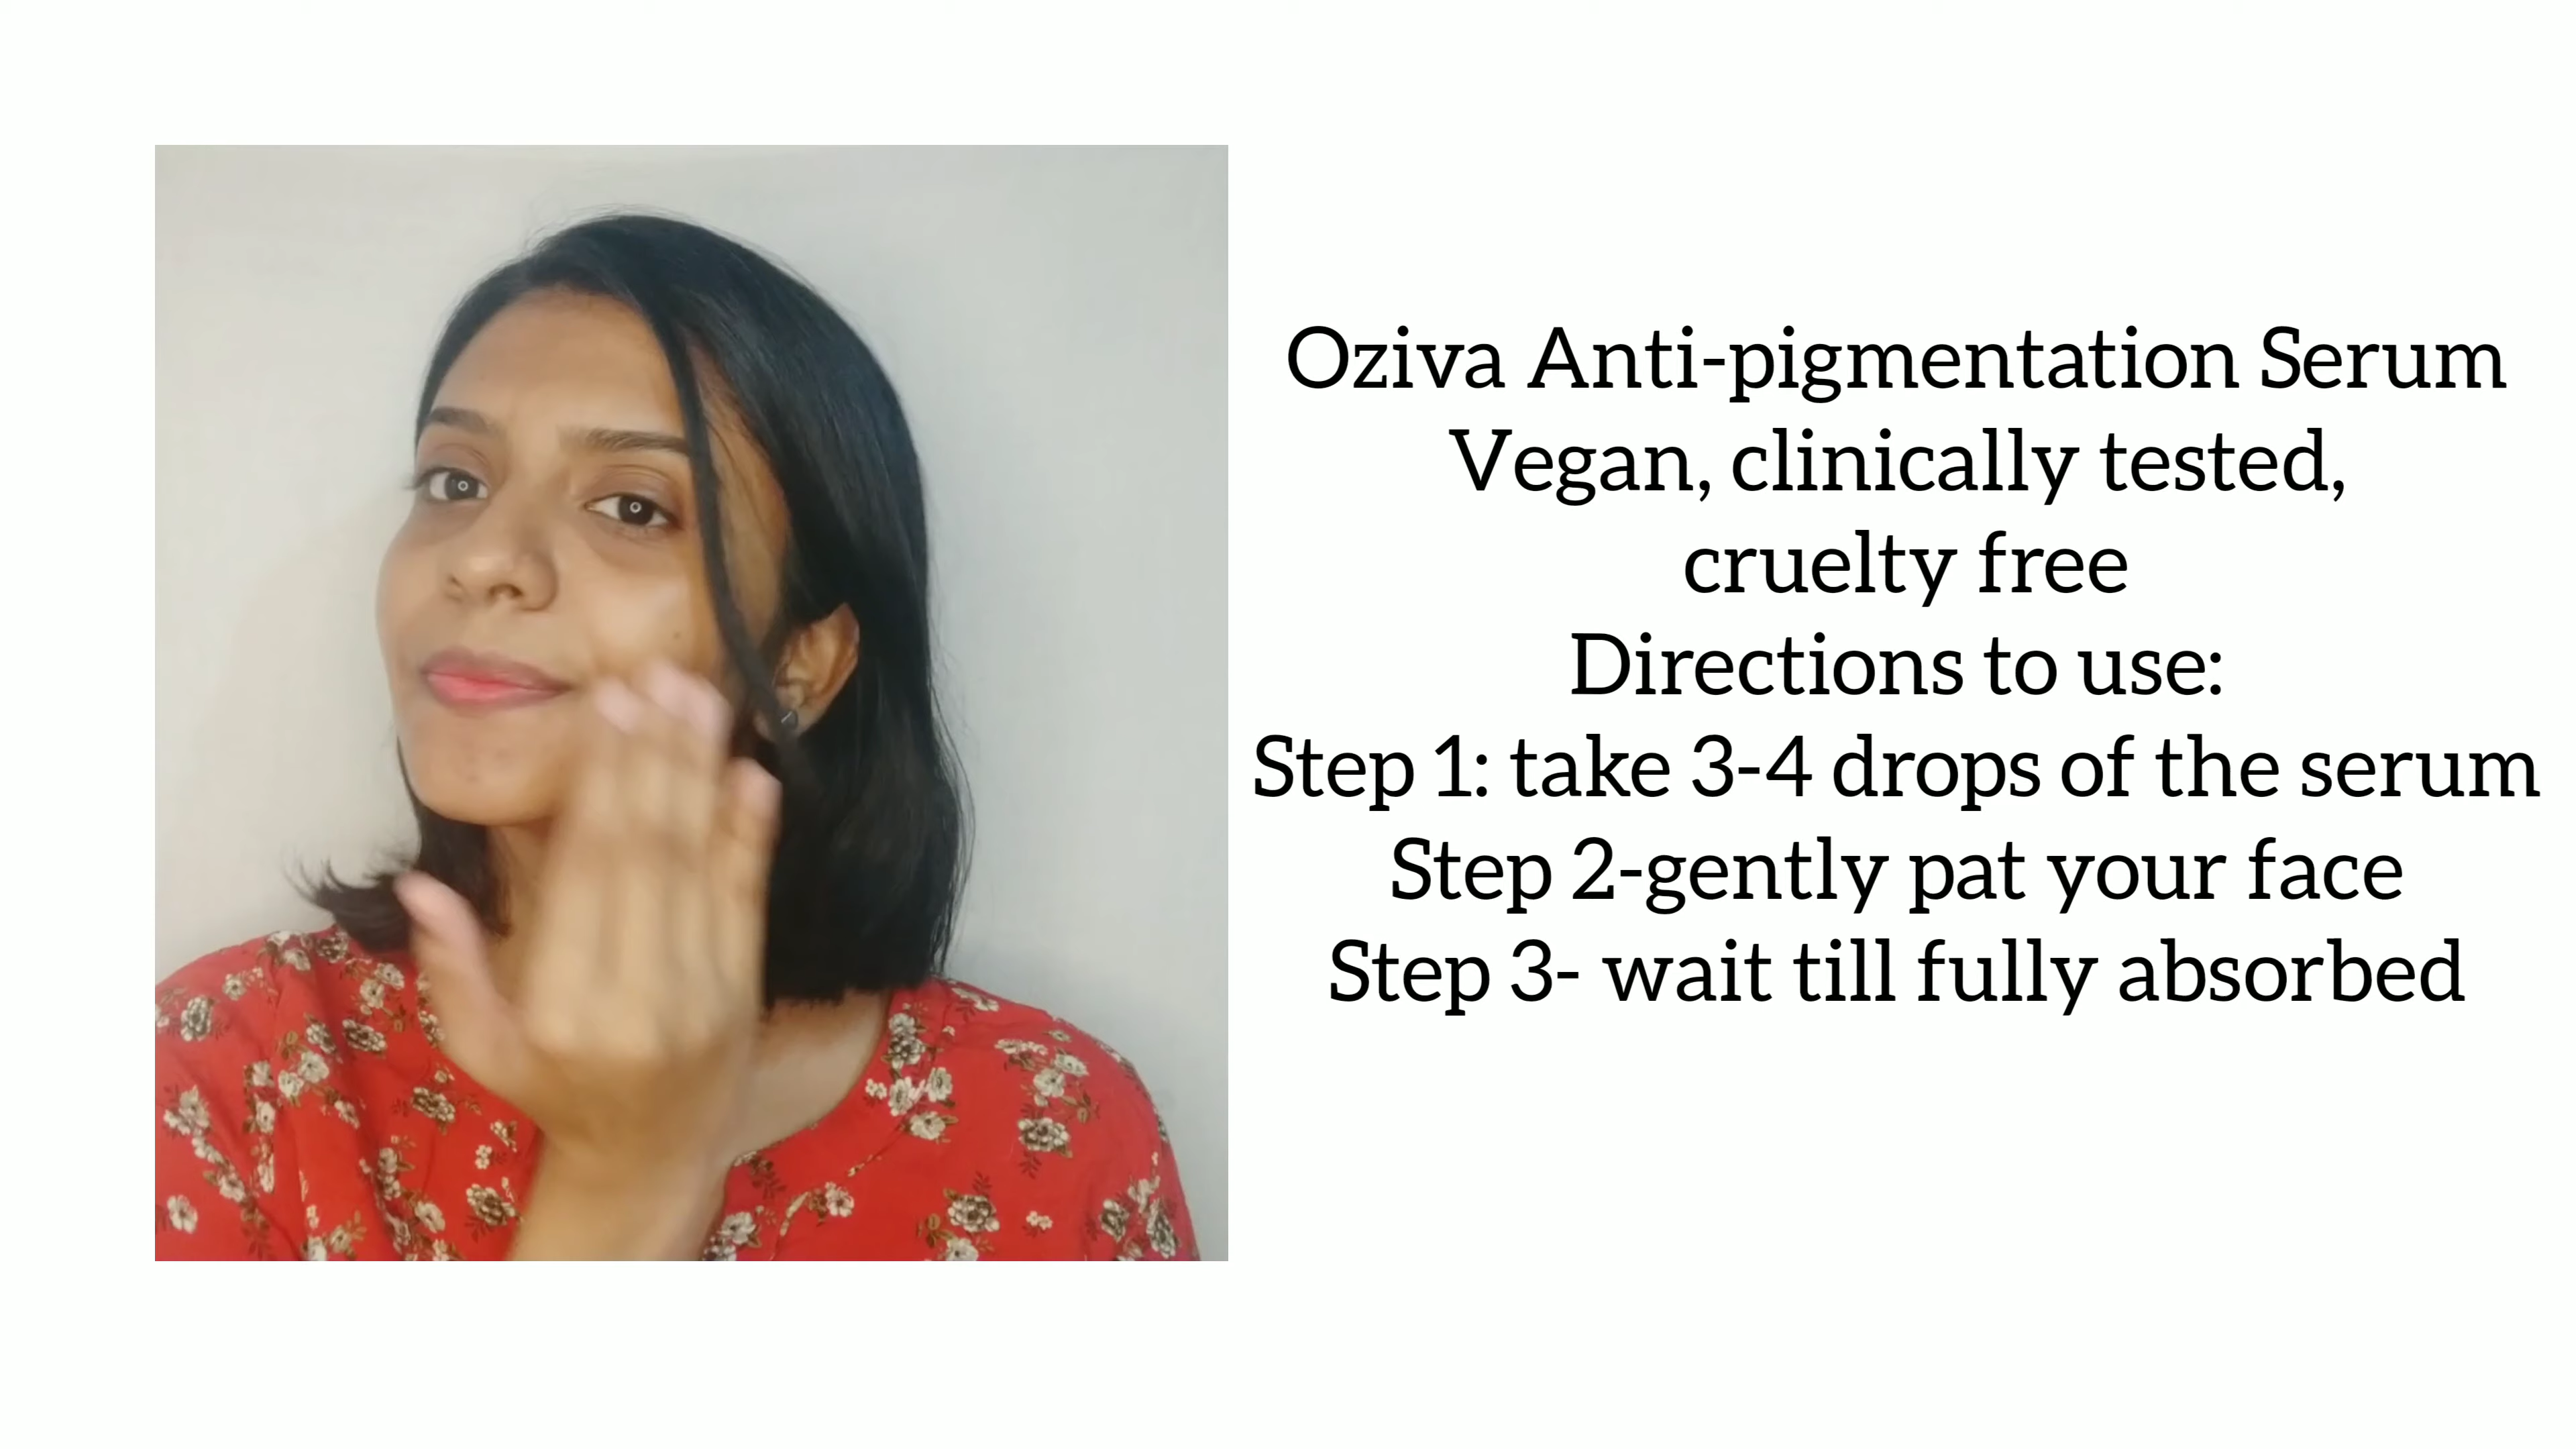 Oziva Anti-pigmentation Serum
Vegan, clinically tested,
cruelty free
Directions to use:
Step 1: take 3-4 drops of the serum
Step 2-gently pat your face
Step 3- wait till fully absorbed